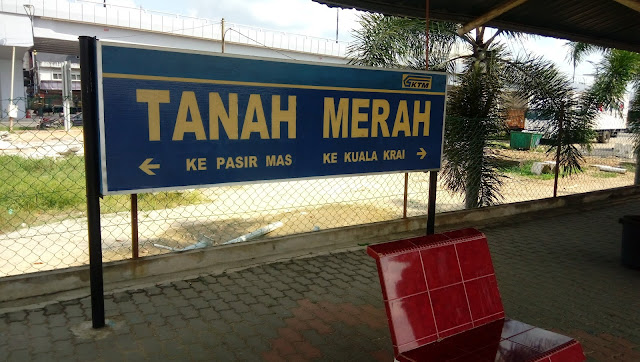 KTM
TANAH MERAH
← KE PASIR MAS KE KUALA KRAI →